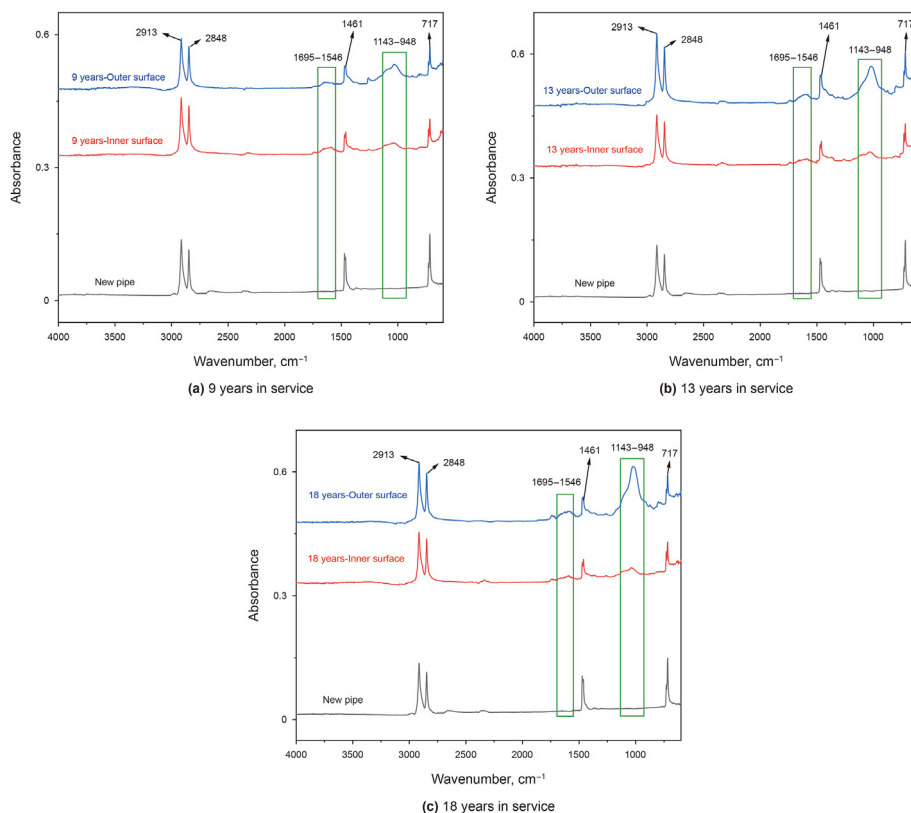 2913
2848
1461
1143–948
717
1695–1546
0.6
9 years-Outer surface
9 years-Inner surface
0.3
New pipe
0
Absorbance
4000 3500 3000 2500 2000 1500 1000
Wavenumber, cm⁻¹
(a) 9 years in service
2913
2848
1461
1143–948
717
1695–1546
0.6
13 years-Outer surface
13 years-Inner surface
0.3
New pipe
0
Absorbance
4000 3500 3000 2500 2000 1500 1000
Wavenumber, cm⁻¹
(b) 13 years in service
2913
2848
1461
1143–948
717
1695–1546
0.6
18 years-Outer surface
18 years-Inner surface
0.3
New pipe
0
Absorbance
4000 3500 3000 2500 2000 1500 1000
Wavenumber, cm⁻¹
(c) 18 years in service